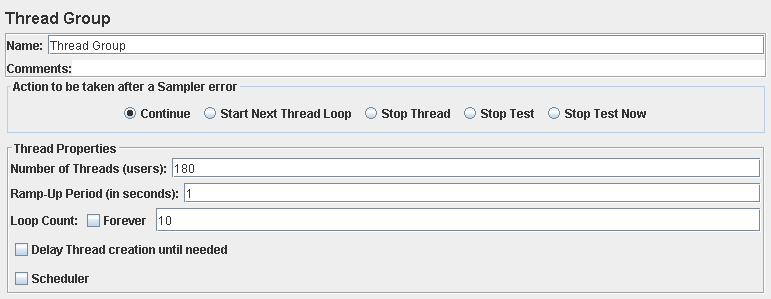 Thread Group
Name: Thread Group
Comments:
Action to be taken after a Sampler error
Continue Start Next Thread Loop Stop Thread Stop Test Stop Test Now
Thread Properties
Number of Threads (users): 180
Ramp-Up Period (in seconds): 1
Loop Count: Forever 10
Delay Thread creation until needed
Scheduler